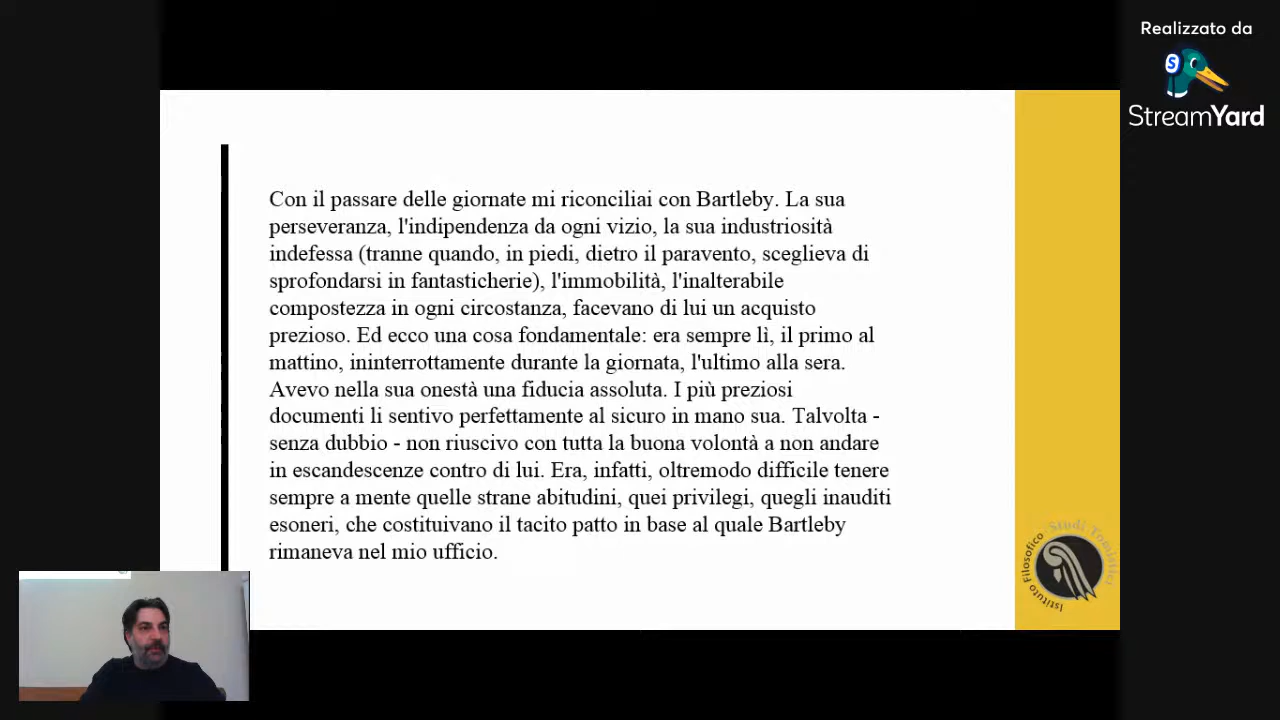 Realizzato da
StreamYard
Con il passare delle giornate mi riconciliai con Bartleby. La sua
perseveranza, l'indipendenza da ogni vizio, la sua industriosità
indefessa (tranne quando, in piedi, dietro il paravento, sceglieva di
sprofondarsi in fantasticherie), l'immobilità, l'inalterabile
compostezza in ogni circostanza, facevano di lui un acquisto
prezioso. Ed ecco una cosa fondamentale: era sempre lì, il primo al
mattino, ininterrottamente durante la giornata, l'ultimo alla sera.
Avevo nella sua onestà una fiducia assoluta. I più preziosi
documenti li sentivo perfettamente al sicuro in mano sua. Talvolta -
senza dubbio - non riuscivo con tutta la buona volontà a non andare
in escandescenze contro di lui. Era, infatti, oltremodo difficile tenere
sempre a mente quelle strane abitudini, quei privilegi, quegli inauditi
esoneri, che costituivano il tacito patto in base al quale Bartleby
rimaneva nel mio ufficio.
Istituto Filosofico Studi Tomistici